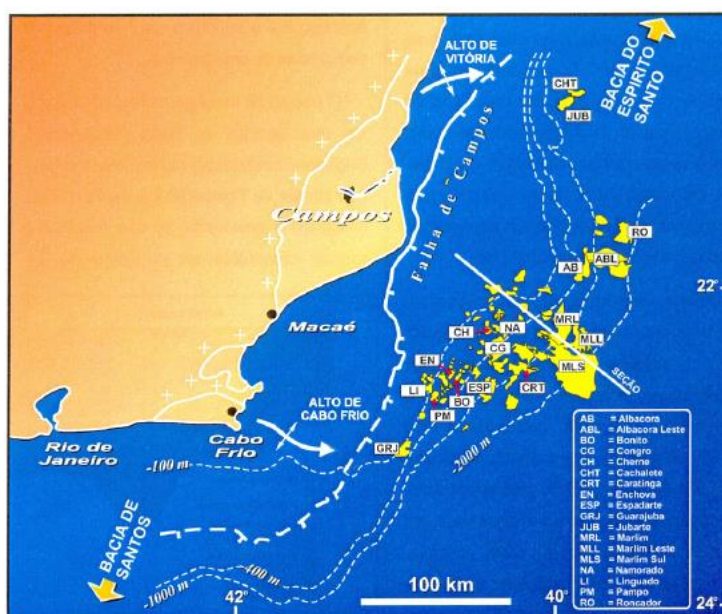 ALTO DE
VITÓRIA
BACIA DO
ESPIRITO
SANTO
CHT
JUB
Falha de Campos
Campos
RO
ABL
AB
22°
MRL
MLL
NA
CH
CG
MLS
SEÇÃO
Macaé
EN
ESP
CRT
LI
BO
PM
ALTO DE
CABO FRIO
GRJ
Rio de
Janeiro
Cabo
Frio
-100 m
-2000 m
BACIA DE
SANTOS
-400 m
-1000 m
42°
100 km
40°
24°
AB = Albacora
ABL = Albacora Leste
BO = Bonito
CG = Congro
CH = Cherne
CHT = Cachalote
CRT = Caratinga
EN = Enchova
ESP = Espadarte
GRJ = Guarajuba
JUB = Jubarte
MRL = Marlim
MLL = Marlim Leste
MLS = Marlim Sul
NA = Namorado
LI = Linguado
PM = Pampo
RO = Roncador